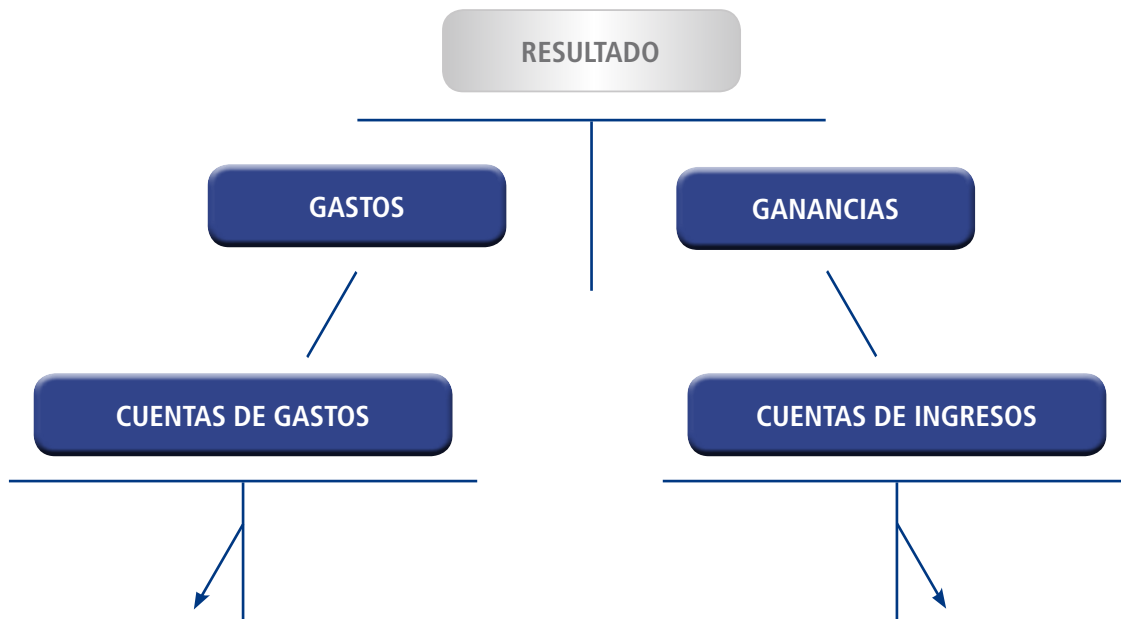 RESULTADO
GASTOS
GANANCIAS
CUENTAS DE GASTOS
CUENTAS DE INGRESOS